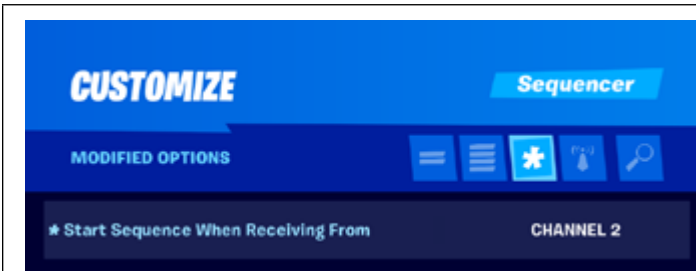 CUSTOMIZE
Sequencer
MODIFIED OPTIONS
* Start Sequence When Receiving From CHANNEL 2